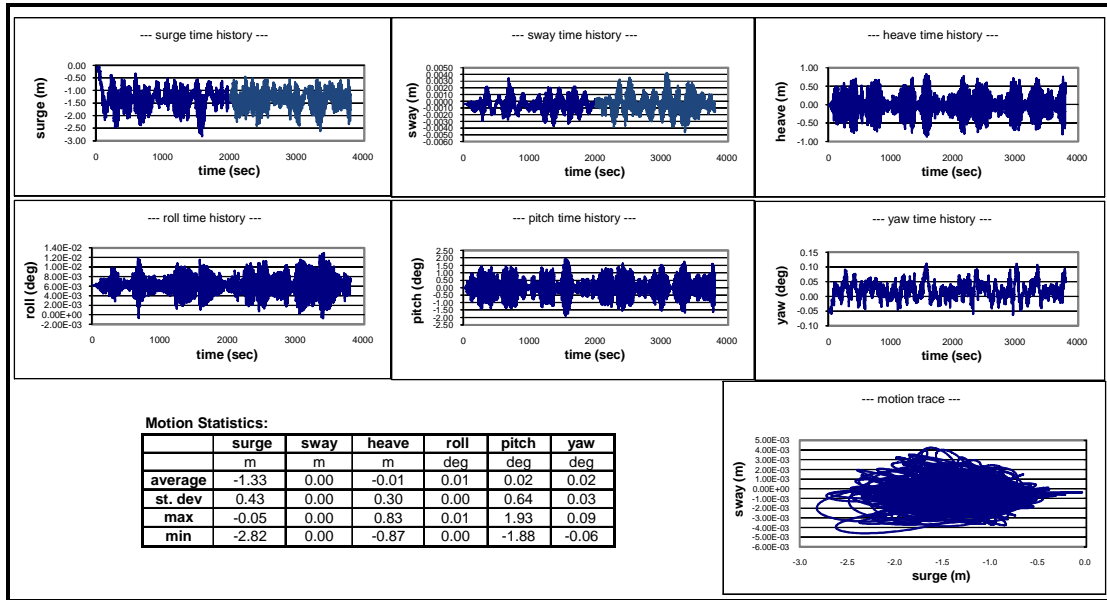 --- surge time history ---
surge (m)
0.00
-0.50
-1.00
-1.50
-2.00
-2.50
-3.00
0 1000 2000 3000 4000
time (sec)
--- sway time history ---
sway (m)
0.0050
0.0040
0.0030
0.0020
0.0010
0.0000
-0.0010
-0.0020
-0.0030
-0.0040
-0.0050
-0.0060
0 1000 2000 3000 4000
time (sec)
--- heave time history ---
heave (m)
1.00
0.50
0.00
-0.50
-1.00
0 1000 2000 3000 4000
time (sec)
--- roll time history ---
roll (deg)
1.40E-02
1.20E-02
1.00E-02
8.00E-03
6.00E-03
4.00E-03
2.00E-03
0.00E+00
-2.00E-03
0 1000 2000 3000 4000
time (sec)
--- pitch time history ---
pitch (deg)
2.50
2.00
1.50
1.00
0.50
0.00
-0.50
-1.00
-1.50
-2.00
-2.50
0 1000 2000 3000 4000
time (sec)
--- yaw time history ---
yaw (deg)
0.15
0.10
0.05
0.00
-0.05
-0.10
0 1000 2000 3000 4000
time (sec)
Motion Statistics:
surge sway heave roll pitch yaw
m m m deg deg deg
average -1.33 0.00 -0.01 0.01 0.02 0.02
st. dev 0.43 0.00 0.30 0.00 0.64 0.03
max -0.05 0.00 0.83 0.01 1.93 0.09
min -2.82 0.00 -0.87 0.00 -1.88 -0.06
--- motion trace ---
sway (m)
5.00E-03
4.00E-03
3.00E-03
2.00E-03
1.00E-03
0.00E+00
-1.00E-03
-2.00E-03
-3.00E-03
-4.00E-03
-5.00E-03
-6.00E-03
-3.0 -2.5 -2.0 -1.5 -1.0 -0.5 0.0
surge (m)